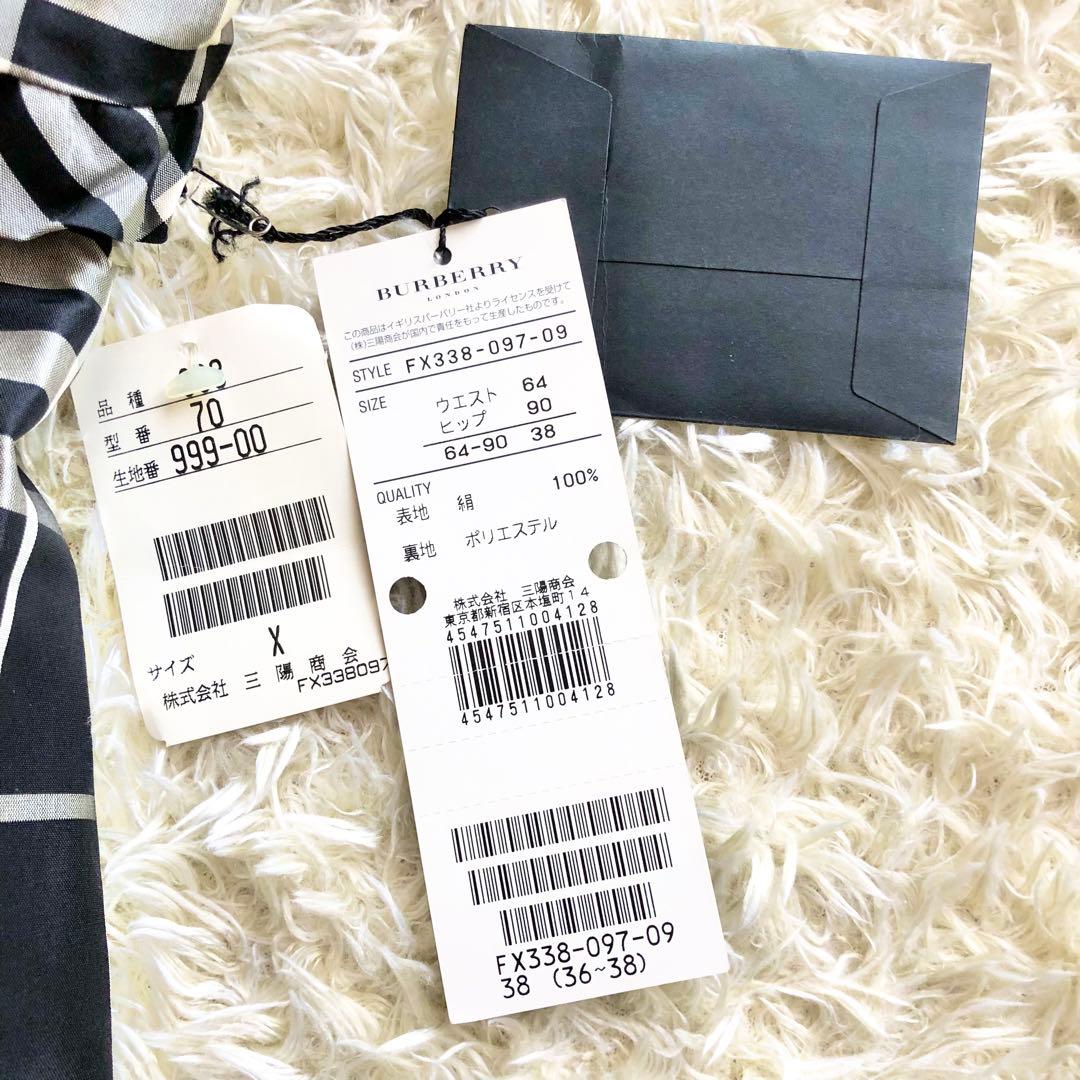 品種
型番 70
生地番 999-00
サイズ X
株式会社 三陽商会
FX338097
BURBERRY
LONDON
この商品はイギリスバーバリー社よりライセンスを受けて
(株)三陽商会が国内で責任をもって生産したものです。
STYLE FX338-097-09
SIZE ウエスト 64
ヒップ 90
64-90 38
QUALITY
表地 絹 100%
裏地 ポリエステル
株式会社 三陽商会
東京都新宿区本塩町14
4547511004128
4547511004128
FX338-097-09
38 (36~38)